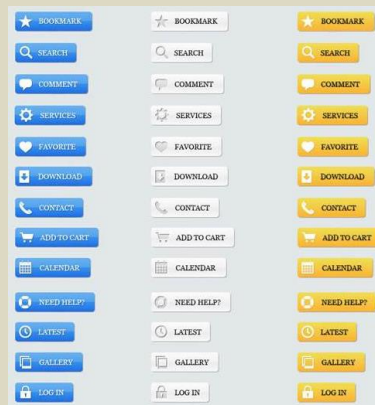 BOOKMARK BOOKMARK BOOKMARK
SEARCH SEARCH SEARCH
COMMENT COMMENT COMMENT
SERVICES SERVICES SERVICES
FAVORITE FAVORITE FAVORITE
DOWNLOAD DOWNLOAD DOWNLOAD
CONTACT CONTACT CONTACT
ADD TO CART ADD TO CART ADD TO CART
CALENDAR CALENDAR CALENDAR
NEED HELP? NEED HELP? NEED HELP?
LATEST LATEST LATEST
GALLERY GALLERY GALLERY
LOG IN LOG IN LOG IN